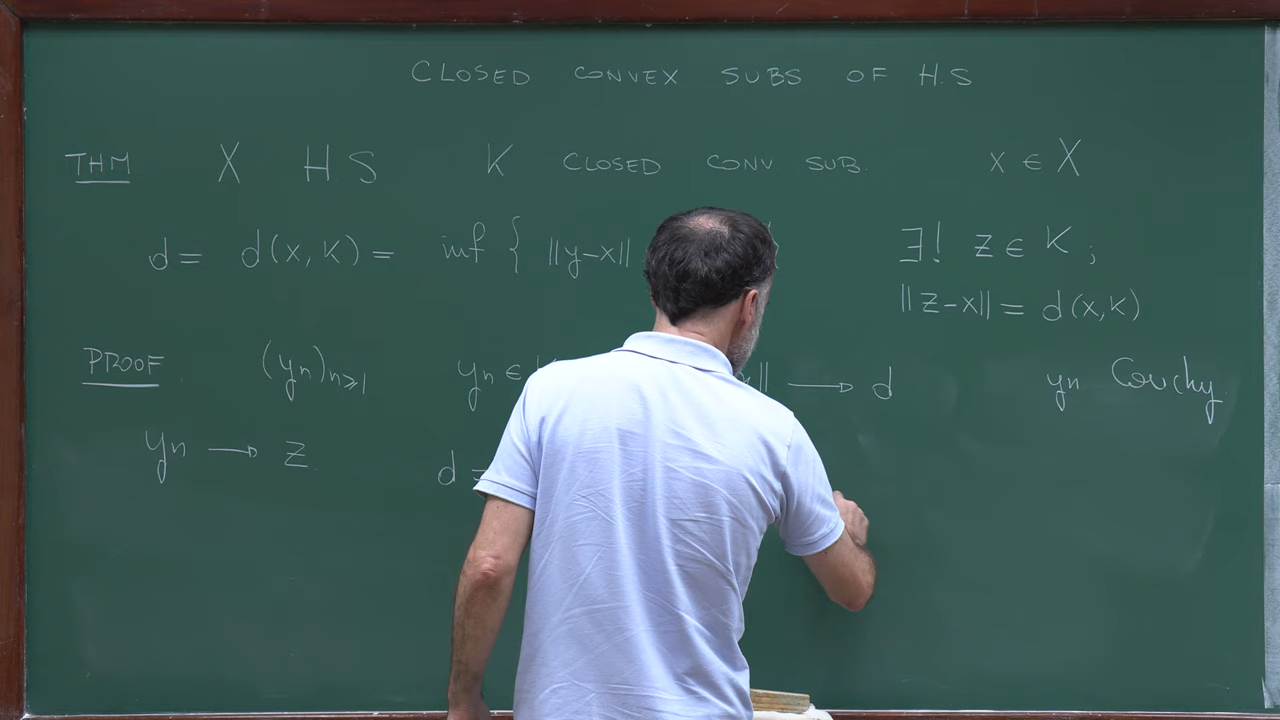 CLOSED CONVEX SUBS OF H.S
THM X H.S K CLOSED CONV SUB. x ∈ X
d = d(x,K) = inf { ||y-x|| ∃! z ∈ K ;
||z-x|| = d(x,K)
PROOF. (yn)n≥1 yn ∈ x|| → d yn Cauchy
yn → z d =